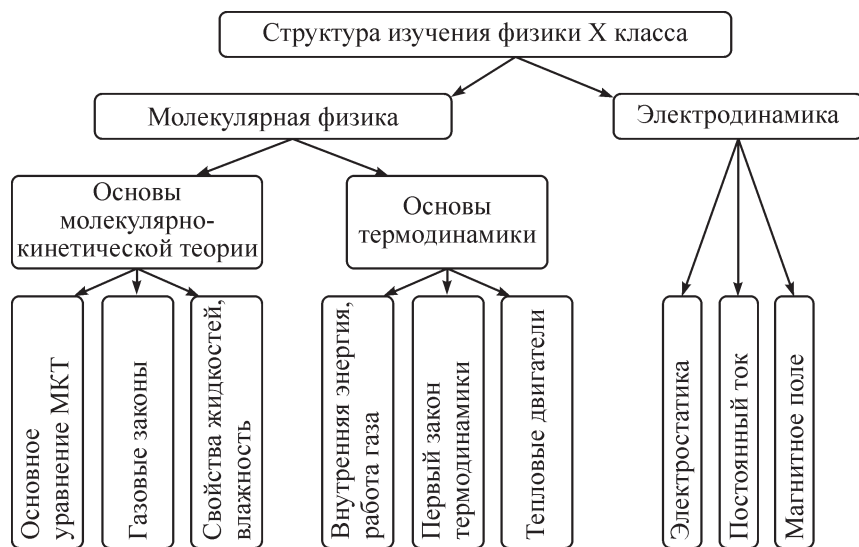 Структура изучения физики X класса
Молекулярная физика
Электродинамика
Основы
молекулярно-
кинетической теории
Основы
термодинамики
Основное
уравнение МКТ
Газовые законы
Свойства жидкостей,
влажность
Внутренняя энергия,
работа газа
Первый закон
термодинамики
Тепловые двигатели
Электростатика
Постоянный ток
Магнитное поле